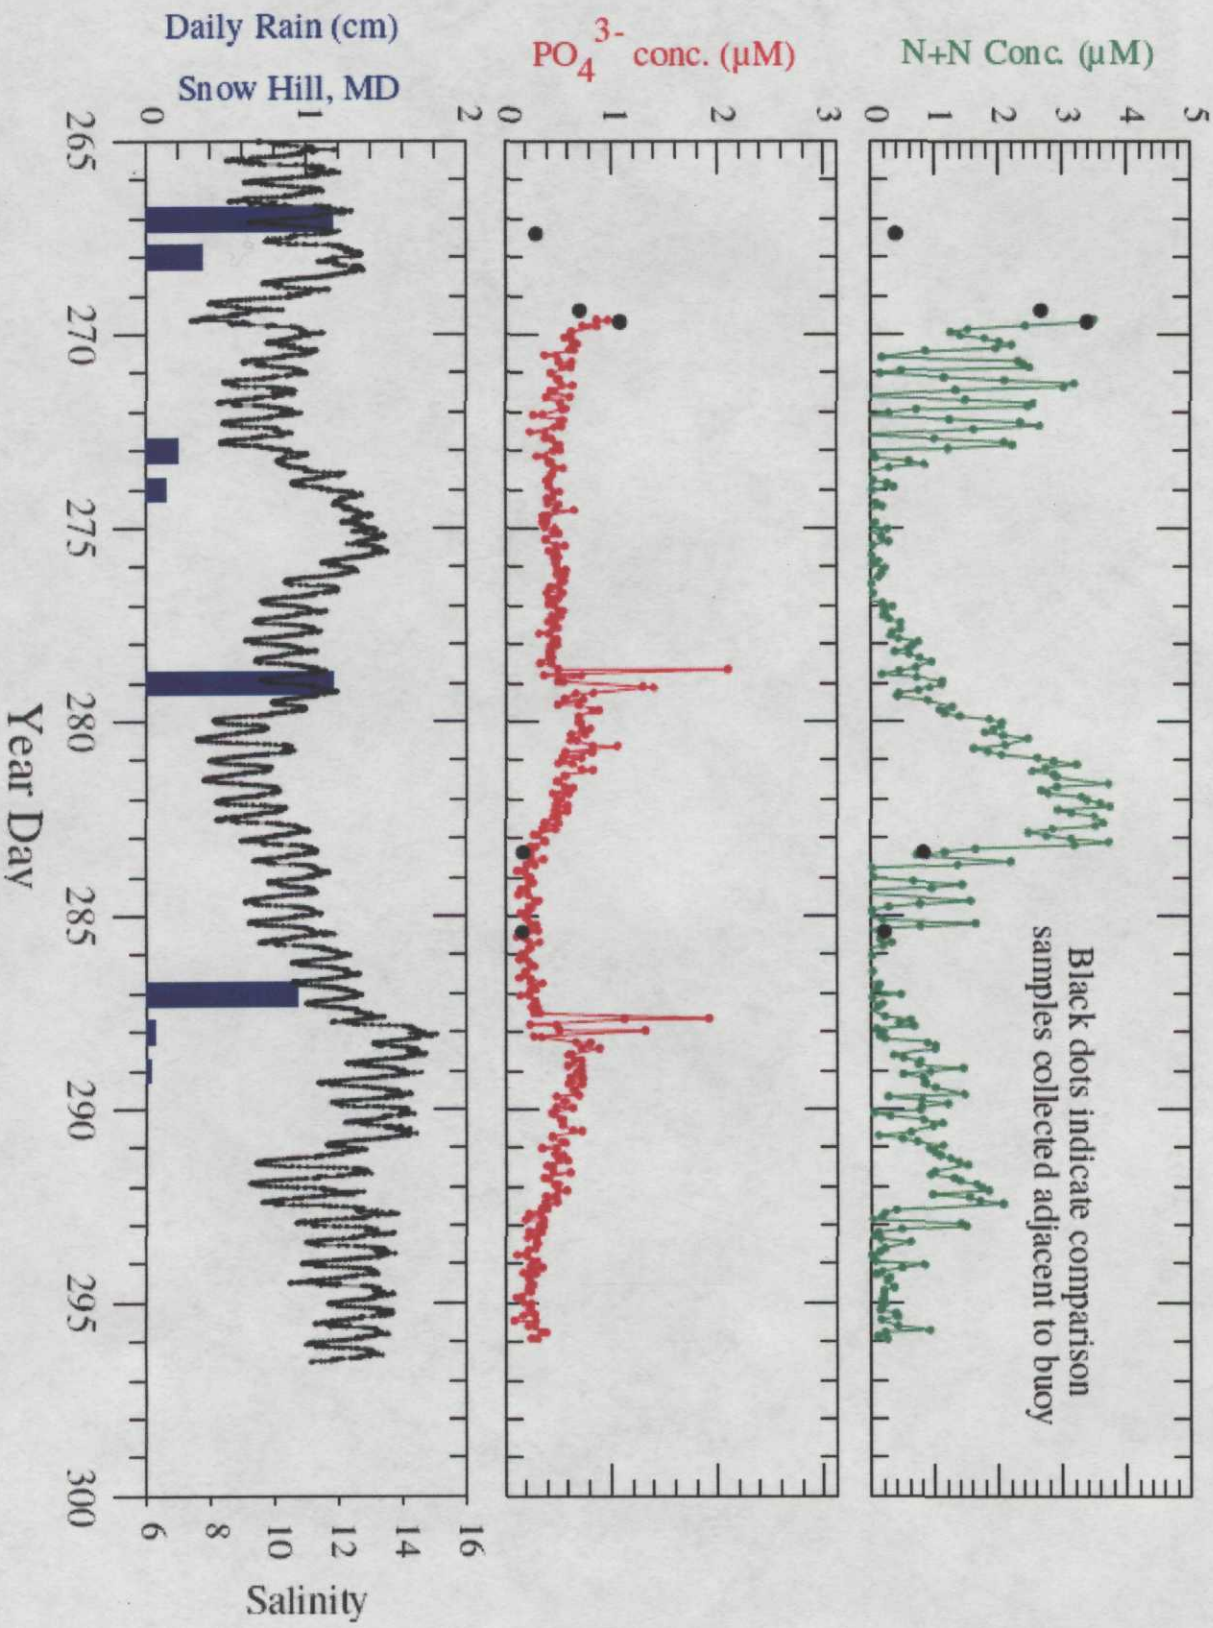 N+N Conc. (µM)
0 1 2 3 4 5
Black dots indicate comparison
samples collected adjacent to buoy
PO₄³⁻ conc. (µM)
0 1 2 3
Daily Rain (cm)
Snow Hill, MD
0 1 2
6 8 10 12 14 16
Salinity
265 270 275 280 285 290 295 300
Year Day